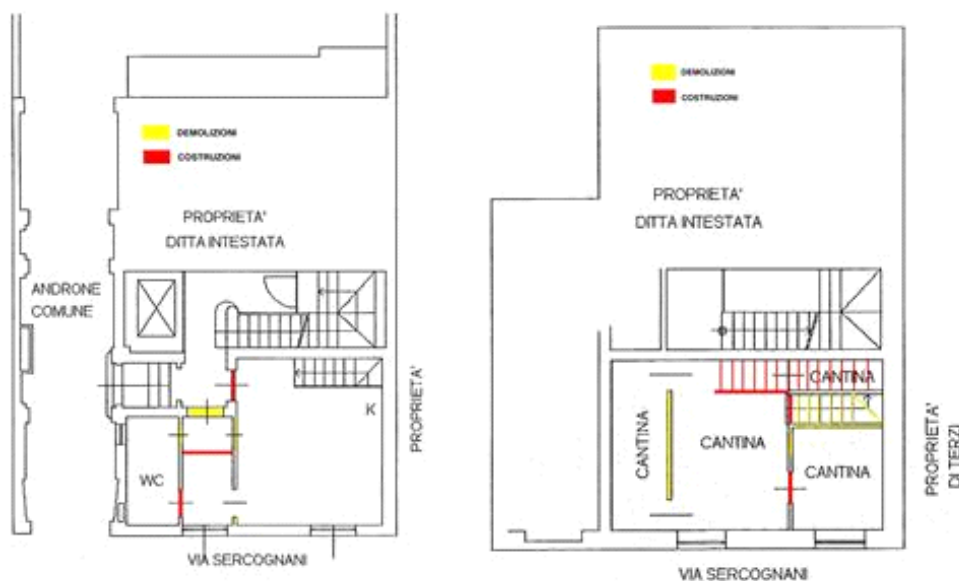 DEMOLIZIONI
COSTRUZIONI
PROPRIETA'
DITTA INTESTATA
ANDRONE
COMUNE
K
WC
PROPRIETA'
VIA SERCOGNANI
DEMOLIZIONI
COSTRUZIONI
PROPRIETA'
DITTA INTESTATA
CANTINA
CANTINA
CANTINA
CANTINA
PROPRIETA'
DI TERZI
VIA SERCOGNANI